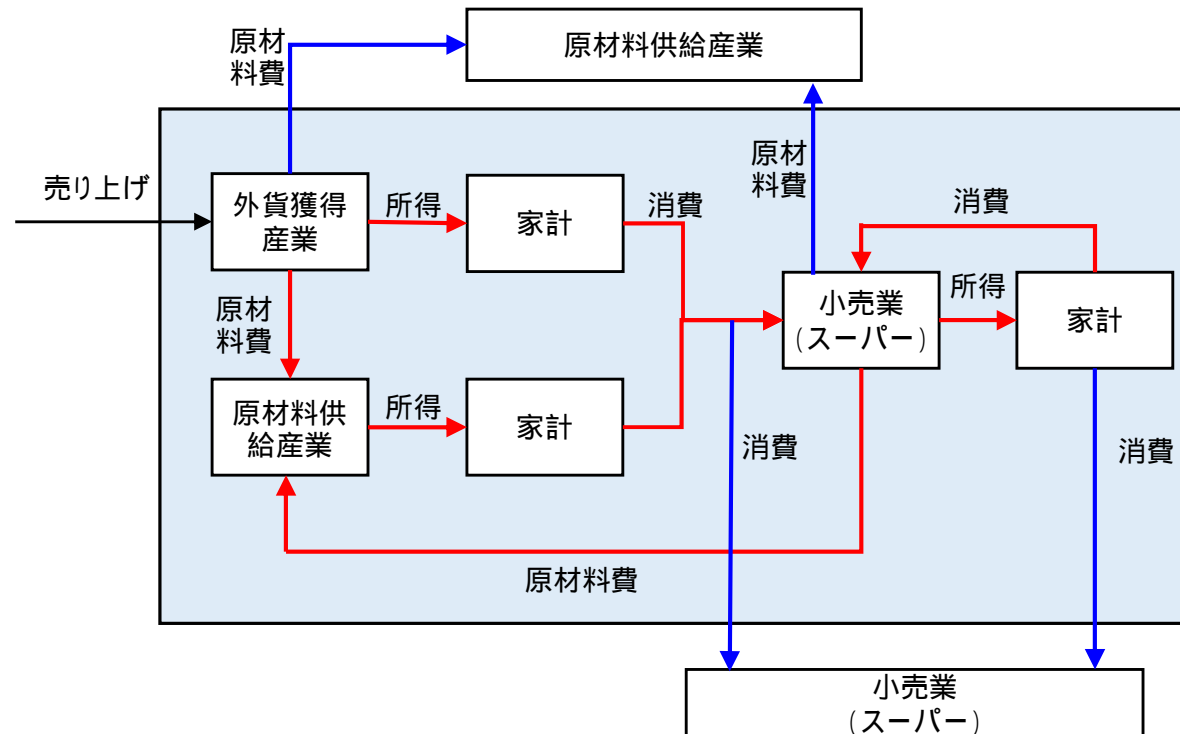 原材
料費
原材料供給産業
売り上げ
外貨獲得
産業
所得
家計
消費
原材
料費
消費
小売業
(スーパー)
所得
家計
原材
料費
原材料供
給産業
所得
家計
消費
消費
原材料費
小売業
(スーパー)